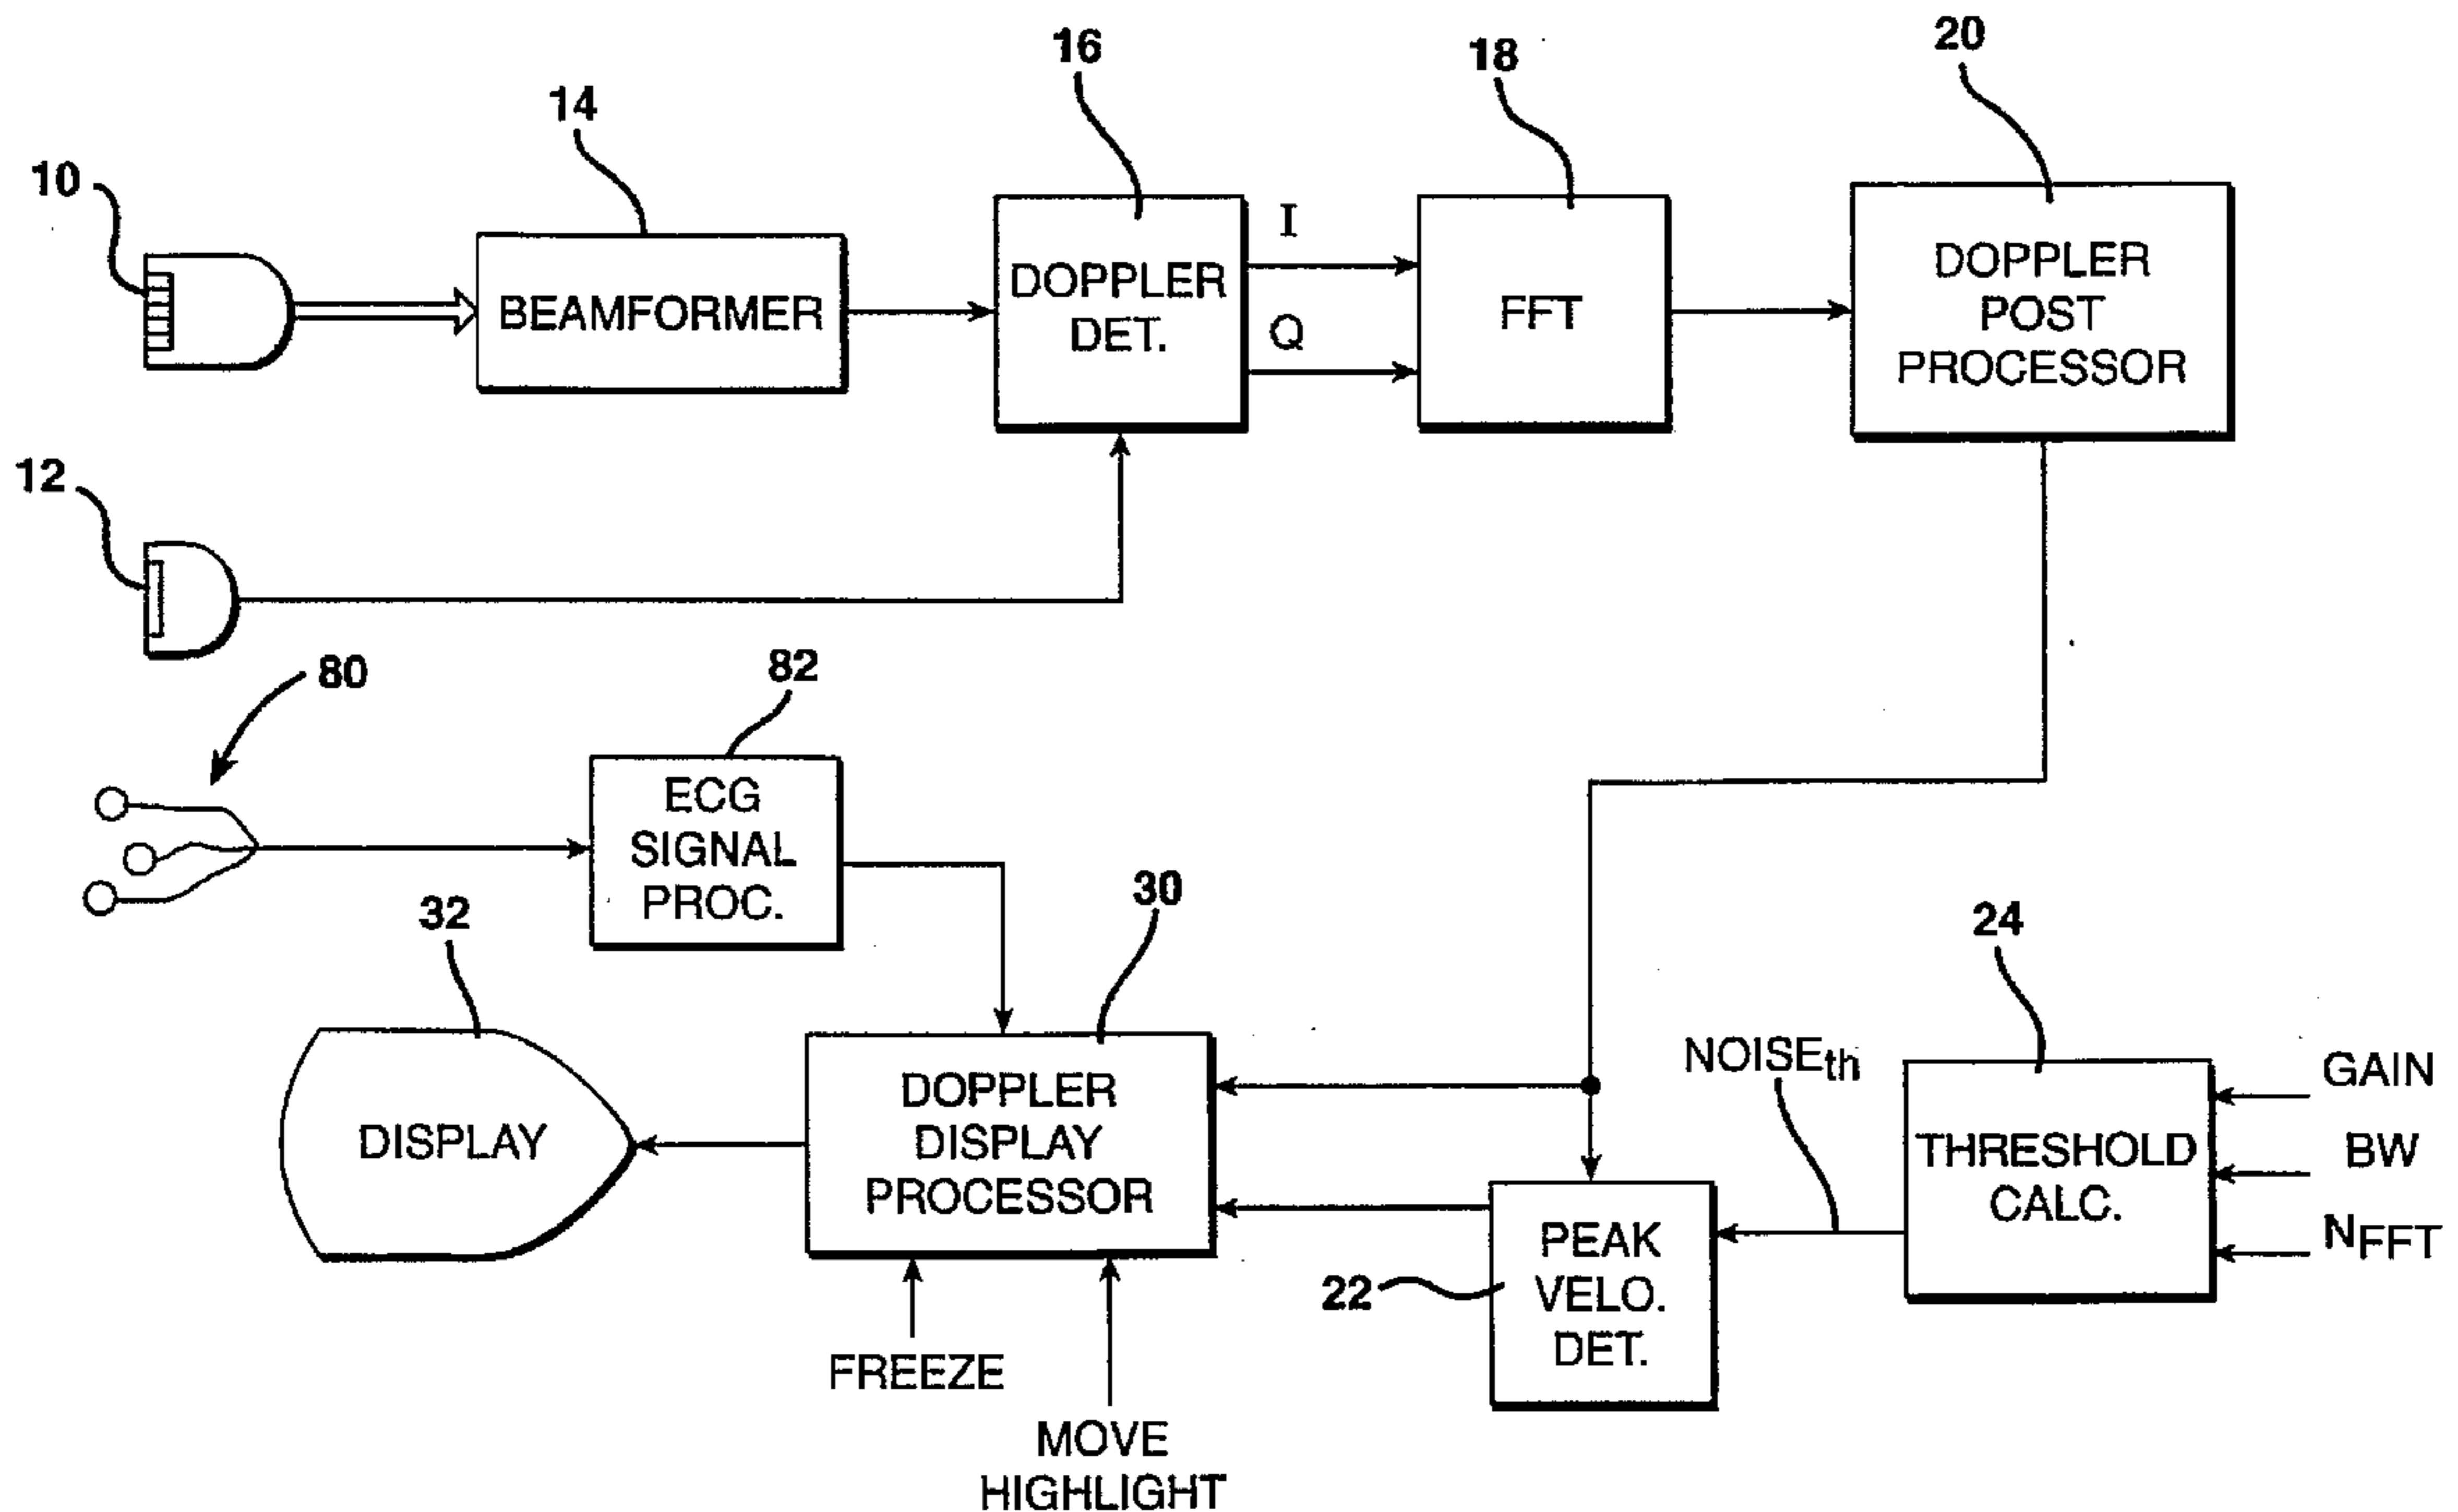 20
16
18
14
10
I
DOPPLER
DET.
Q
FFT
DOPPLER
POST
PROCESSOR
BEAMFORMER
12
80
82
ECG
SIGNAL
PROC.
30
32
24
NOISEth
GAIN
BW
NFFT
THRESHOLD
CALC.
DOPPLER
DISPLAY
PROCESSOR
DISPLAY
22
PEAK
VELO.
DET.
FREEZE
MOVE
HIGHLIGHT